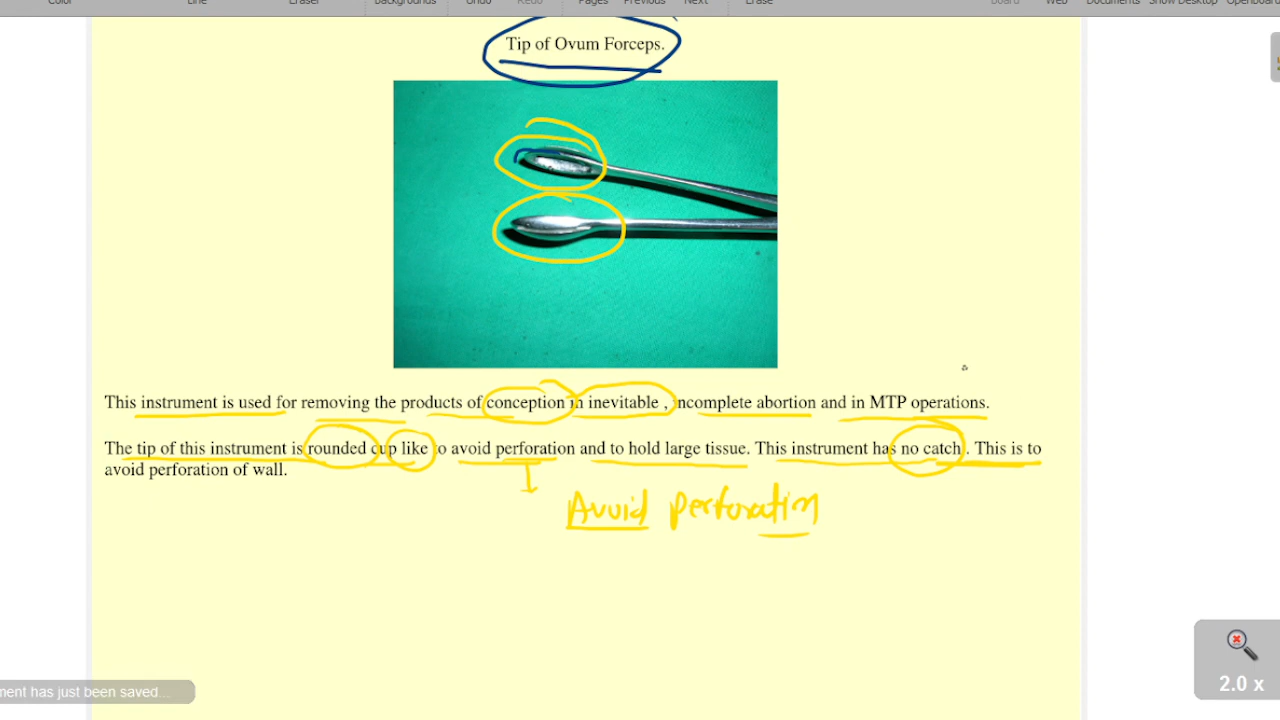 Color Line Eraser Backgrounds Undo Redo Pages Previous Next Erase Board Web Documents Show Desktop OpenBoard
Tip of Ovum Forceps.
This instrument is used for removing the products of conception in inevitable , incomplete abortion and in MTP operations.
The tip of this instrument is rounded cup like to avoid perforation and to hold large tissue. This instrument has no catch . This is to
avoid perforation of wall.
Avoid perforation
2.0 x
ment has just been saved...